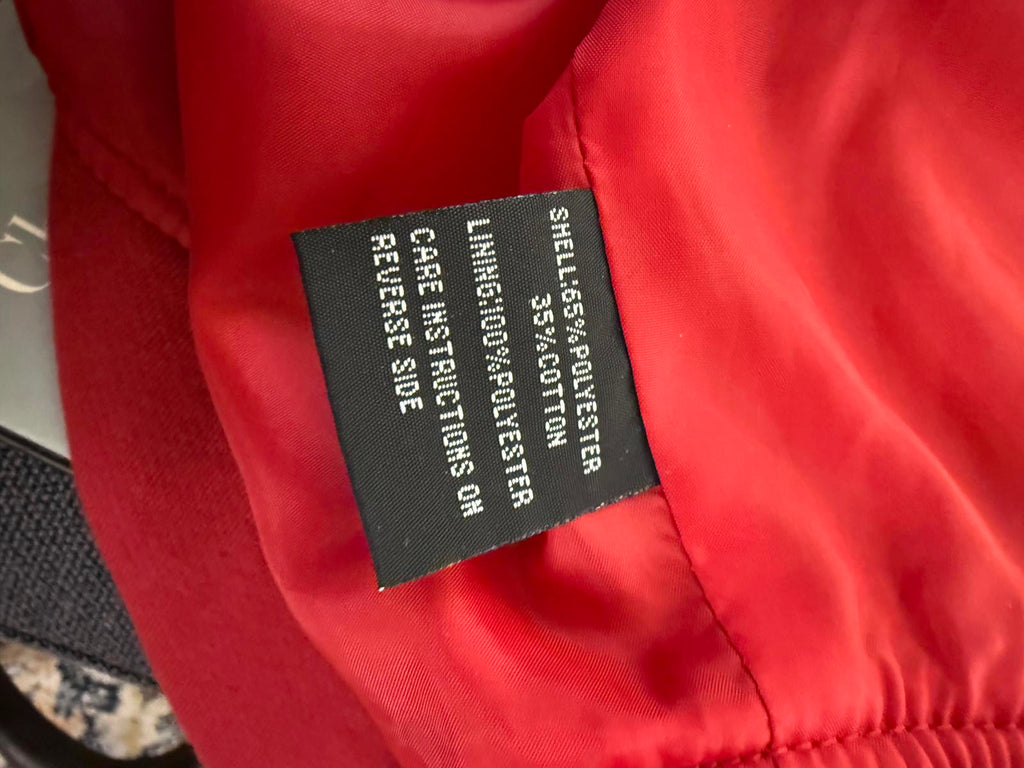 SHELL:65%POLYESTER
35%COTTON
LINING:100%POLYESTER
CARE INSTRUCTIONS ON
REVERSE SIDE